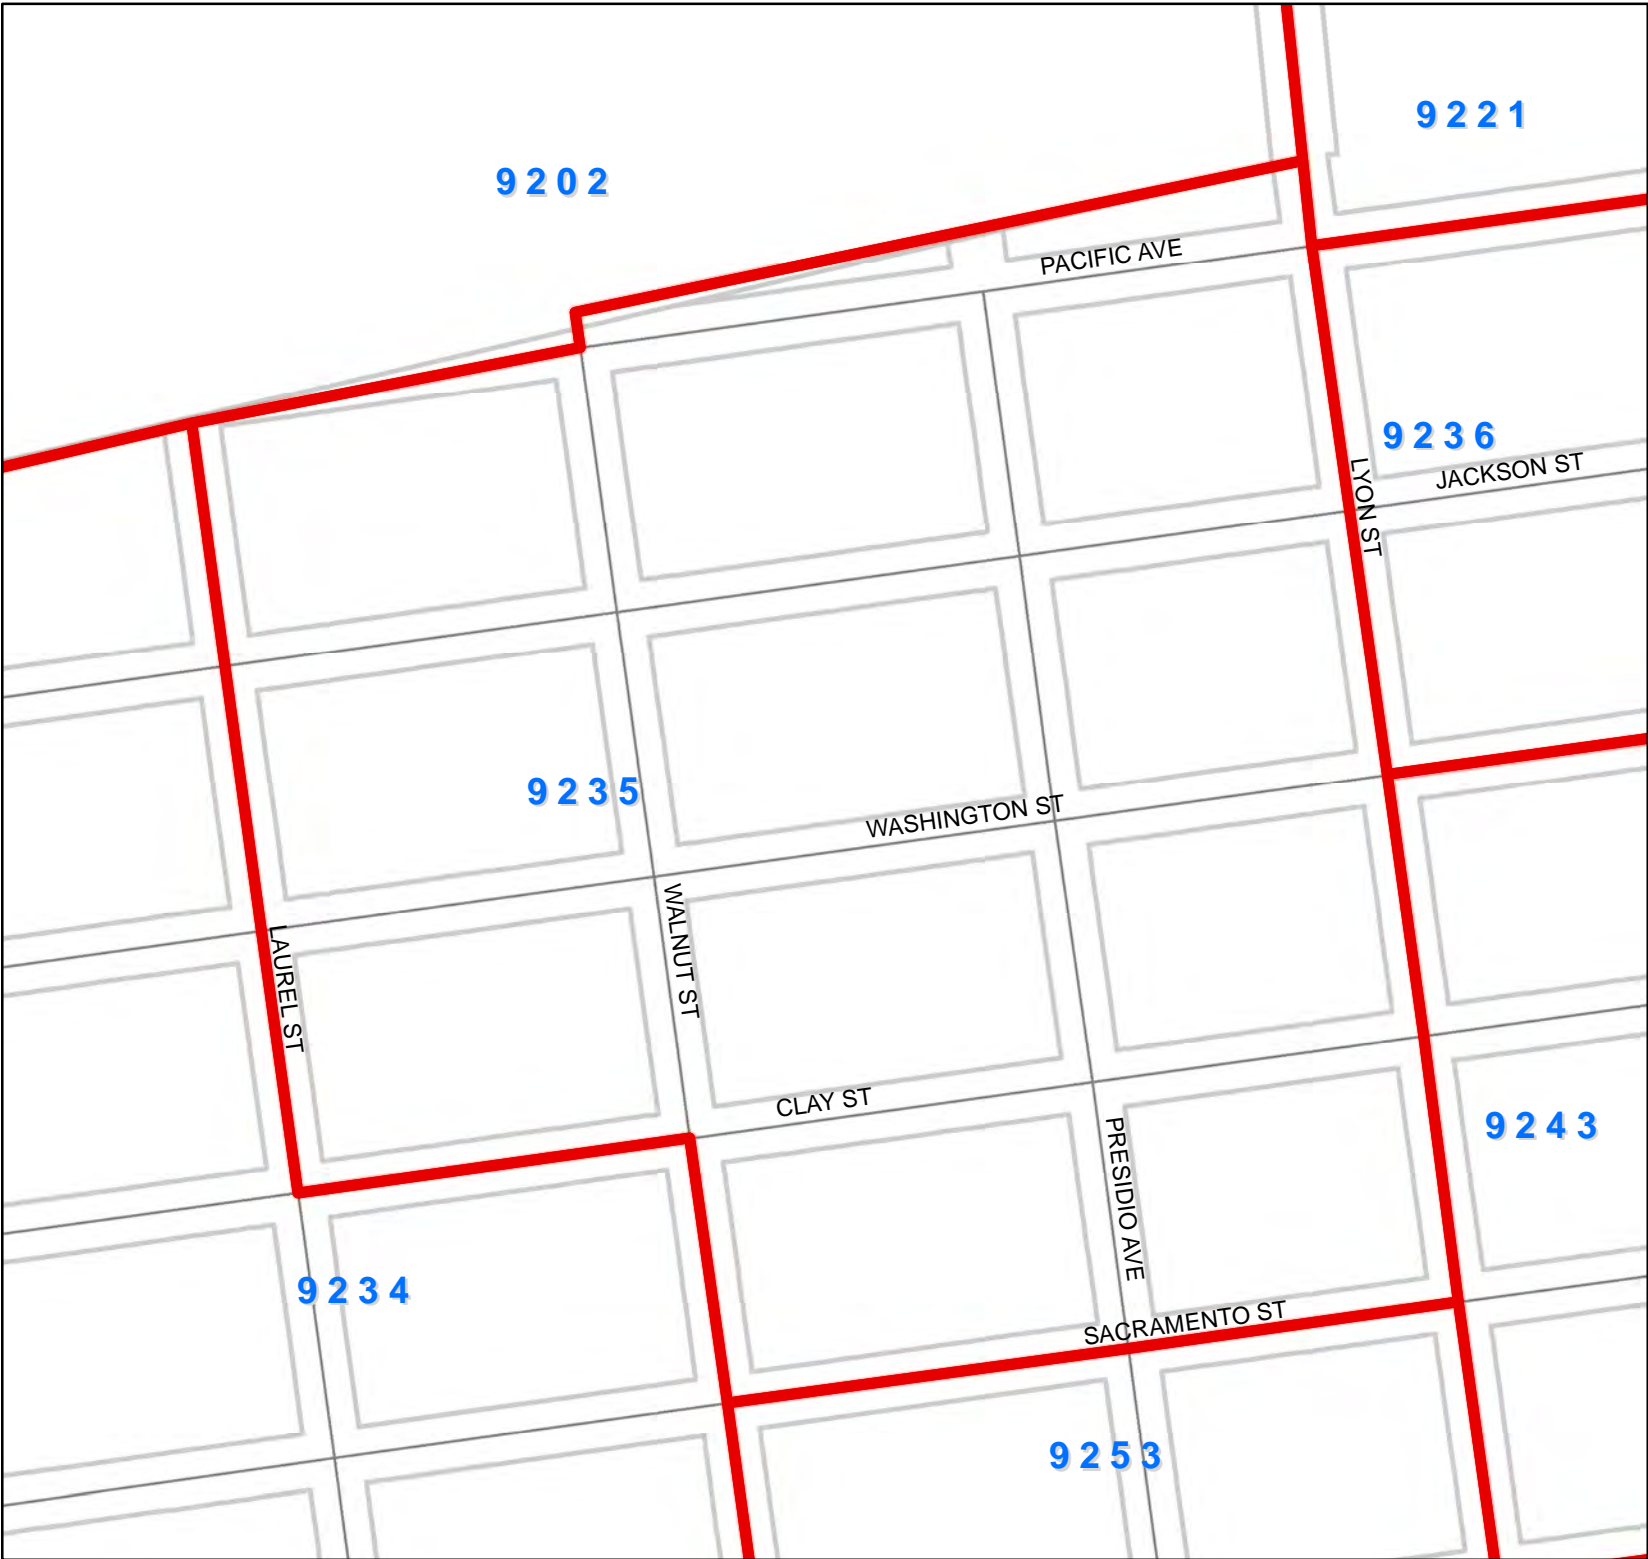 9221
9202
PACIFIC AVE
9236
JACKSON ST
LYON ST
9235
WASHINGTON ST
WALNUT ST
LAUREL ST
CLAY ST
9243
PRESIDIO AVE
9234
SACRAMENTO ST
9253